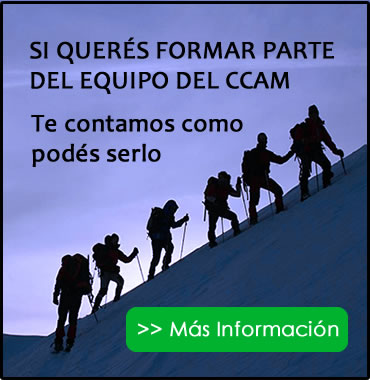 SI QUERÉS FORMAR PARTE
DEL EQUIPO DEL CCAM
Te contamos como
podés serlo
>> Más Información